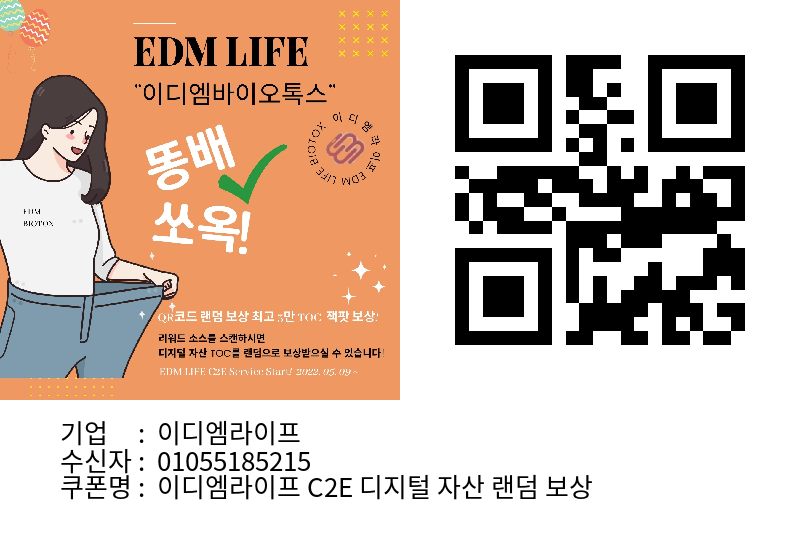 EDM LIFE
"이디엠바이오톡스"
이디엠라이프 EDM LIFE BIOTOX
똥배
쏘옥!
EDM
BIOTOX
QR코드 랜덤 보상 최고 5만 TOC 잭팟 보상!
리워드 소스를 스캔하시면
디지털 자산 TOC를 랜덤으로 보상받으실 수 있습니다!
EDM LIFE C2E Service Start! 2022. 05. 09 ~
기업 : 이디엠라이프
수신자 : 01055185215
쿠폰명 : 이디엠라이프 C2E 디지털 자산 랜덤 보상